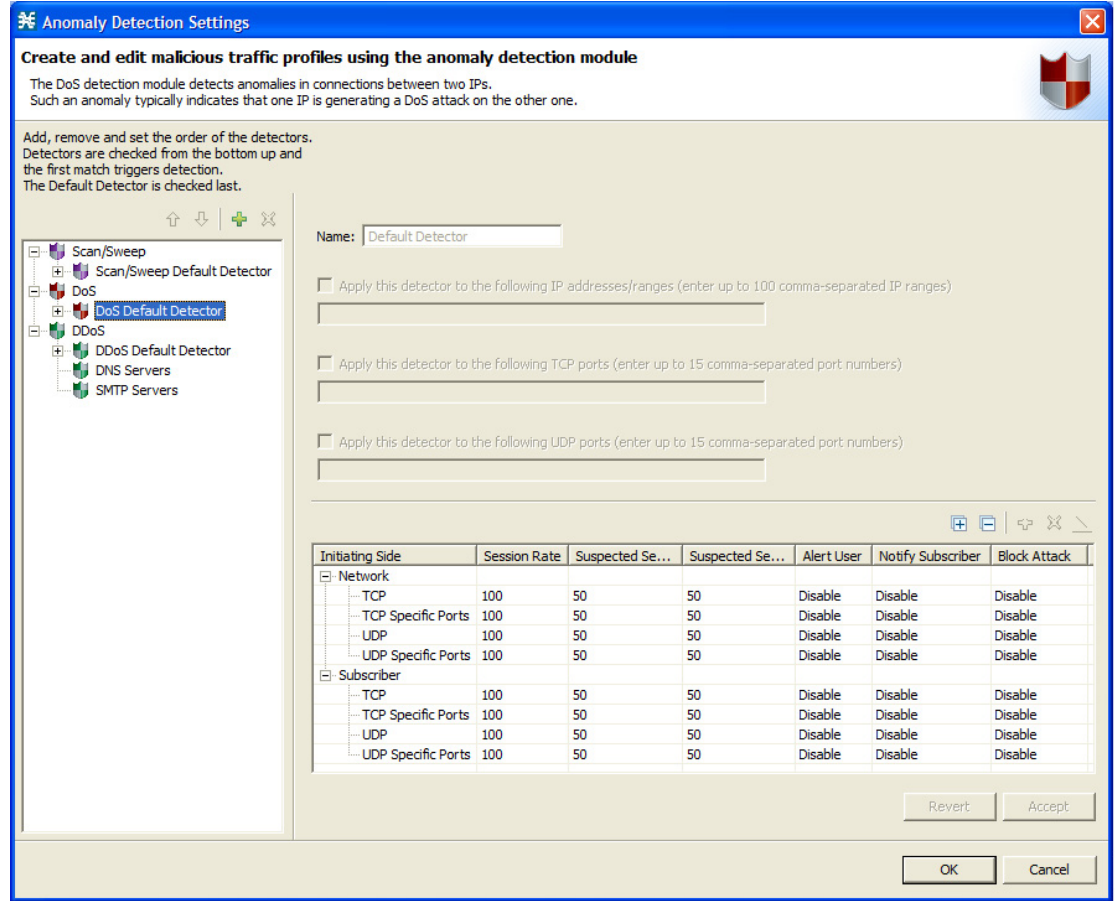 Anomaly Detection Settings
Create and edit malicious traffic profiles using the anomaly detection module
The DoS detection module detects anomalies in connections between two IPs.
Such an anomaly typically indicates that one IP is generating a DoS attack on the other one.
Add, remove and set the order of the detectors.
Detectors are checked from the bottom up and
the first match triggers detection.
The Default Detector is checked last.
Scan/Sweep
Scan/Sweep Default Detector
DoS
DoS Default Detector
DDoS
DDoS Default Detector
DNS Servers
SMTP Servers
Name: Default Detector
Apply this detector to the following IP addresses/ranges (enter up to 100 comma-separated IP ranges)
Apply this detector to the following TCP ports (enter up to 15 comma-separated port numbers)
Apply this detector to the following UDP ports (enter up to 15 comma-separated port numbers)
Initiating Side Session Rate Suspected Se... Suspected Se... Alert User Notify Subscriber Block Attack
Network
TCP 100 50 50 Disable Disable Disable
TCP Specific Ports 100 50 50 Disable Disable Disable
UDP 100 50 50 Disable Disable Disable
UDP Specific Ports 100 50 50 Disable Disable Disable
Subscriber
TCP 100 50 50 Disable Disable Disable
TCP Specific Ports 100 50 50 Disable Disable Disable
UDP 100 50 50 Disable Disable Disable
UDP Specific Ports 100 50 50 Disable Disable Disable
Revert Accept
OK Cancel